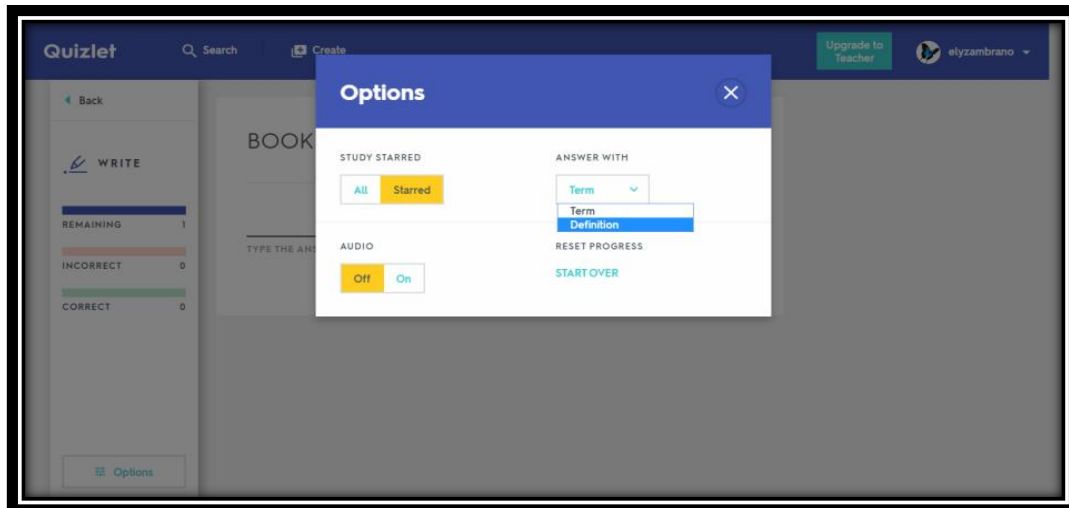 Quizlet
Search
Create
Upgrade to
Teacher
elyzambrano
Back
WRITE
REMAINING 1
INCORRECT 0
CORRECT 0
Options
BOOK
TYPE THE ANS
Options
STUDY STARRED
All Starred
ANSWER WITH
Term
Term
Definition
AUDIO
Off On
RESET PROGRESS
START OVER